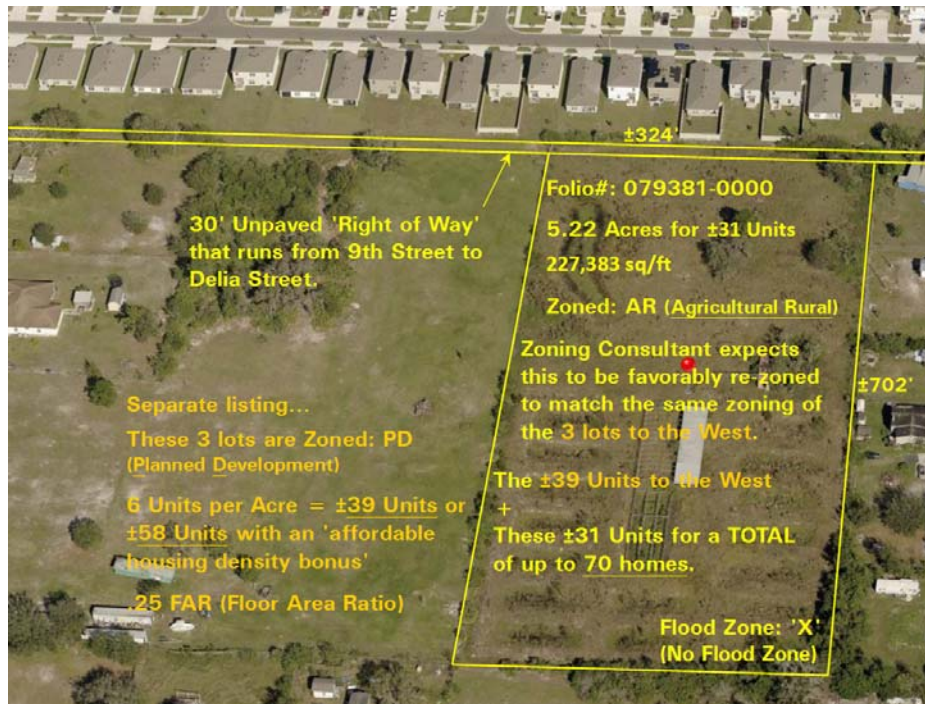 ±324'
Folio#: 079381-0000
5.22 Acres for ±31 Units
227,383 sq/ft
Zoned: AR (Agricultural Rural)
30' Unpaved 'Right of Way'
that runs from 9th Street to
Delia Street.
Zoning Consultant expects
this to be favorably re-zoned
to match the same zoning of
the 3 lots to the West.
±702'
Separate listing...
These 3 lots are Zoned: PD
(Planned Development)
6 Units per Acre = ±39 Units or
±58 Units with an 'affordable
housing density bonus'
.25 FAR (Floor Area Ratio)
The ±39 Units to the West
+
These ±31 Units for a TOTAL
of up to 70 homes.
Flood Zone: 'X'
(No Flood Zone)